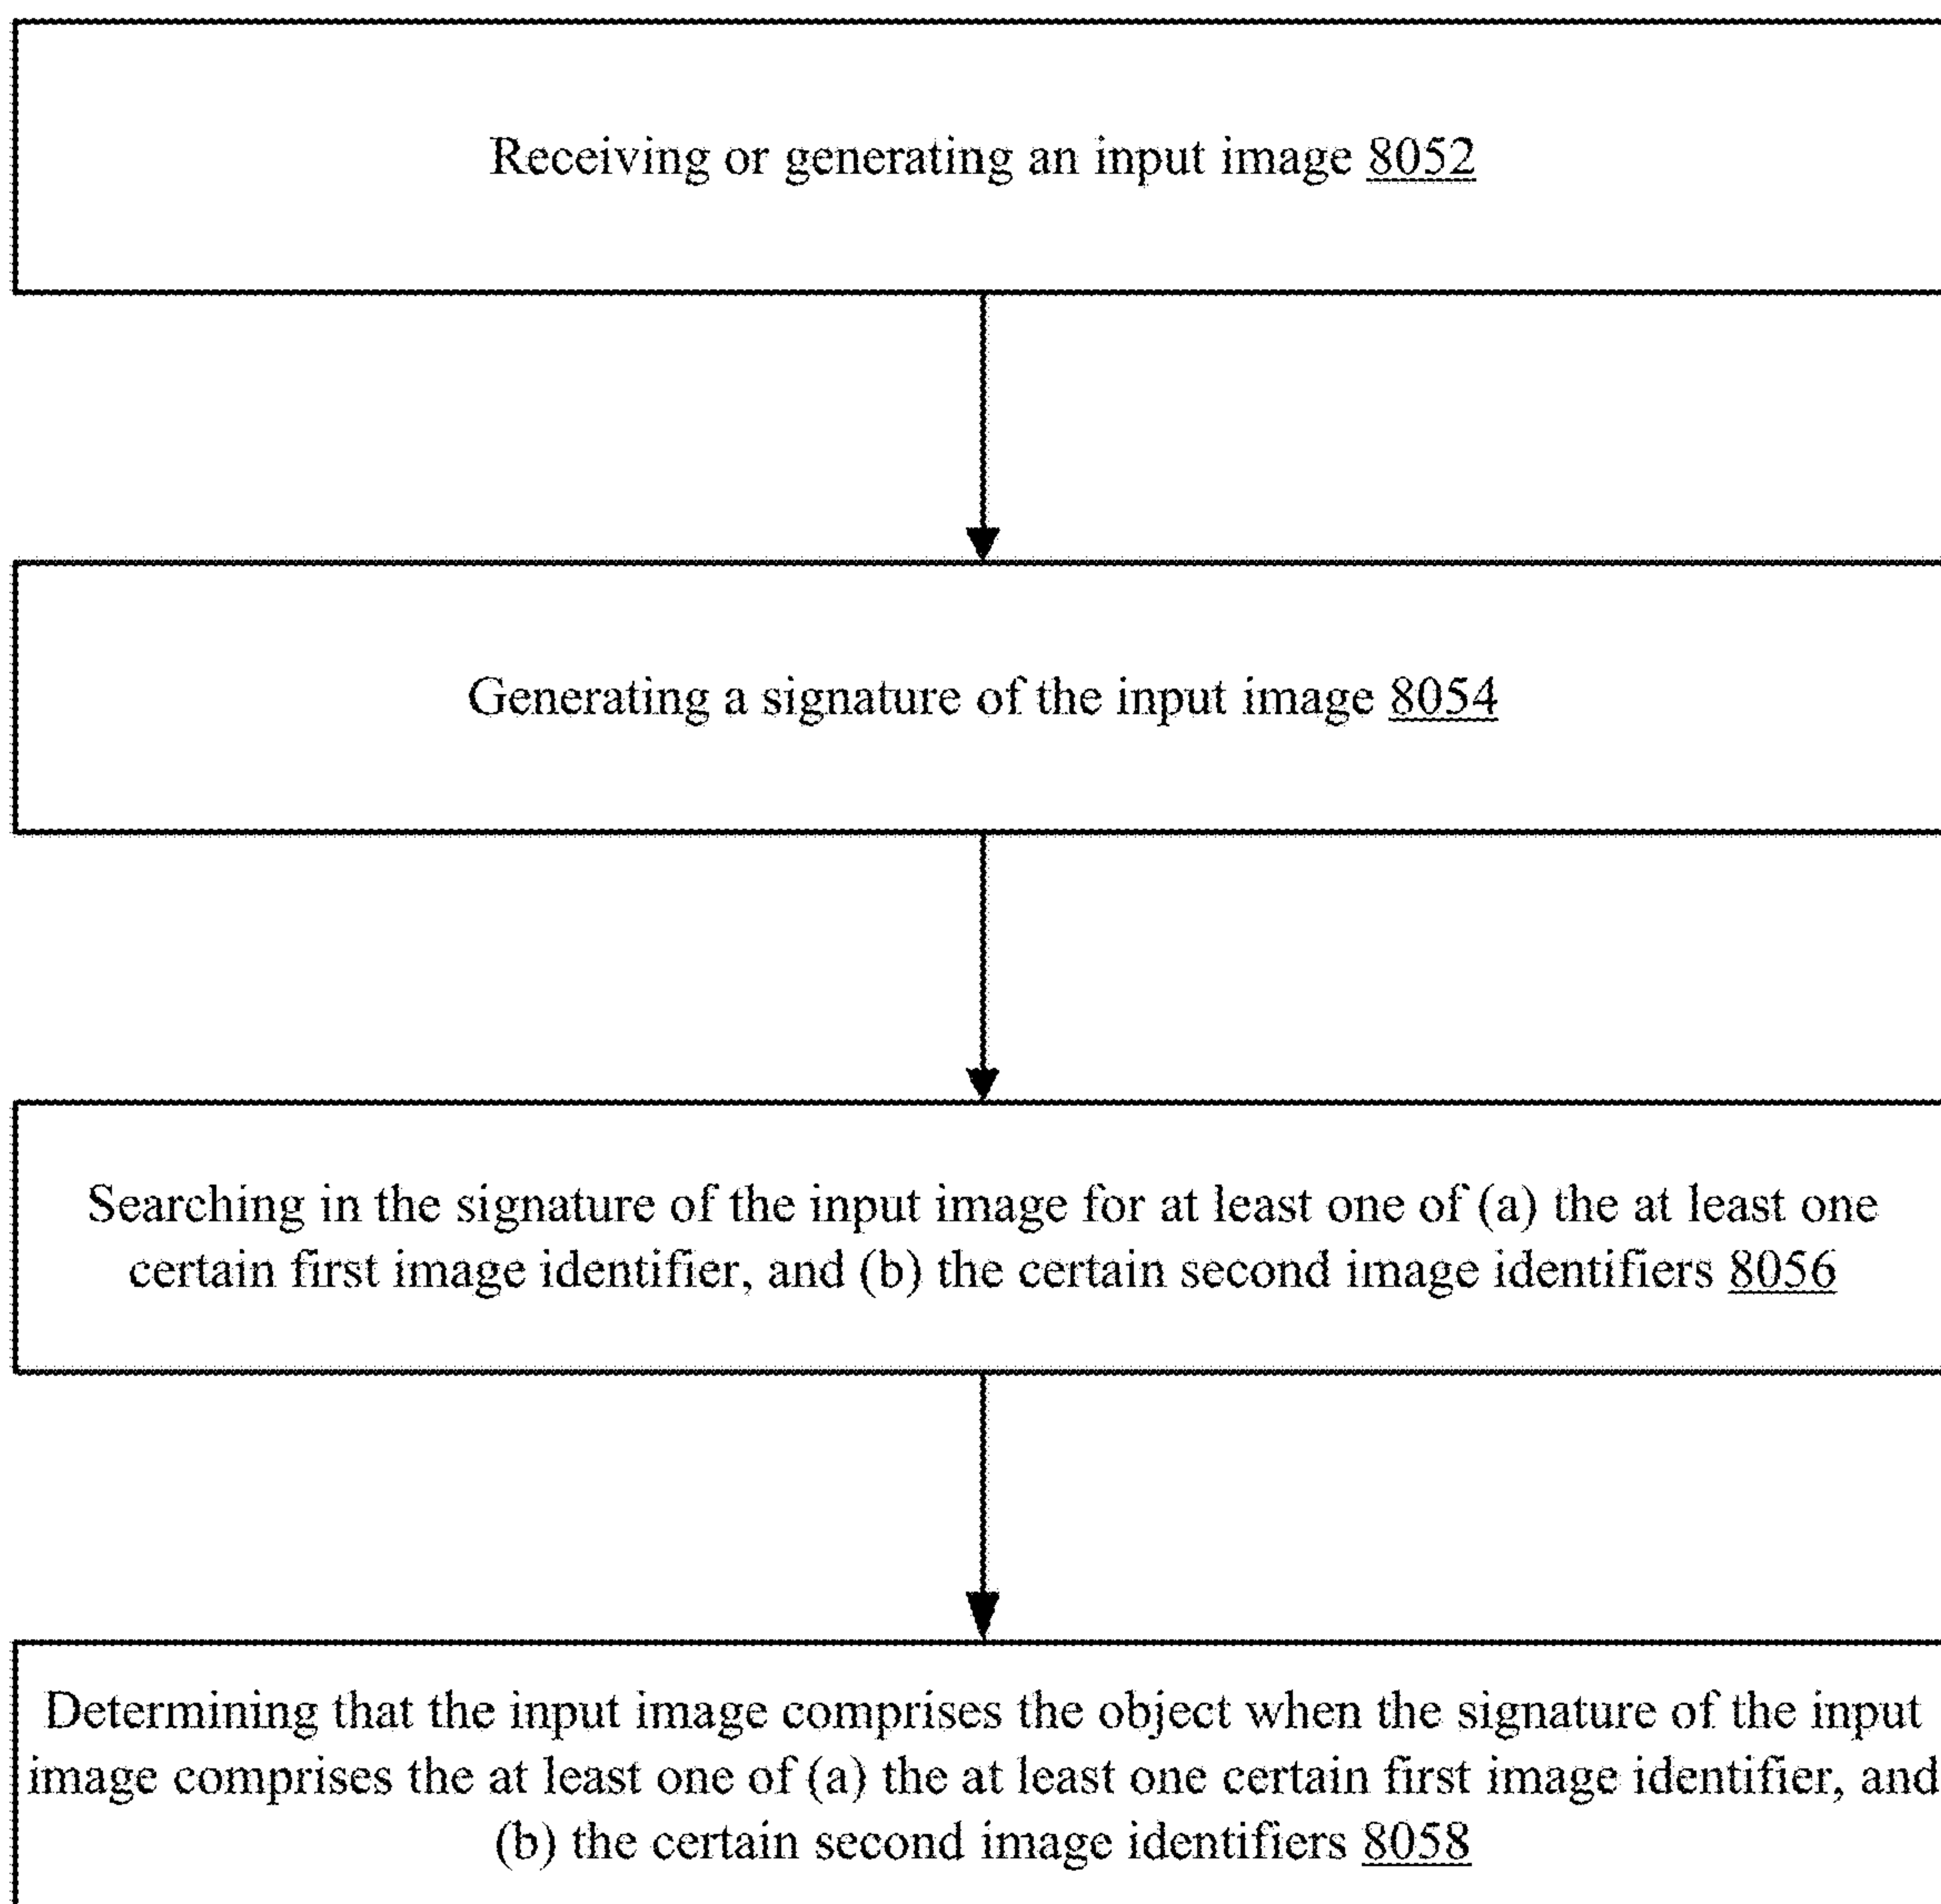 Receiving or generating an input image 8052
Generating a signature of the input image 8054
Searching in the signature of the input image for at least one of (a) the at least one
certain first image identifier, and (b) the certain second image identifiers 8056
Determining that the input image comprises the object when the signature of the input
image comprises the at least one of (a) the at least one certain first image identifier, and
(b) the certain second image identifiers 8058